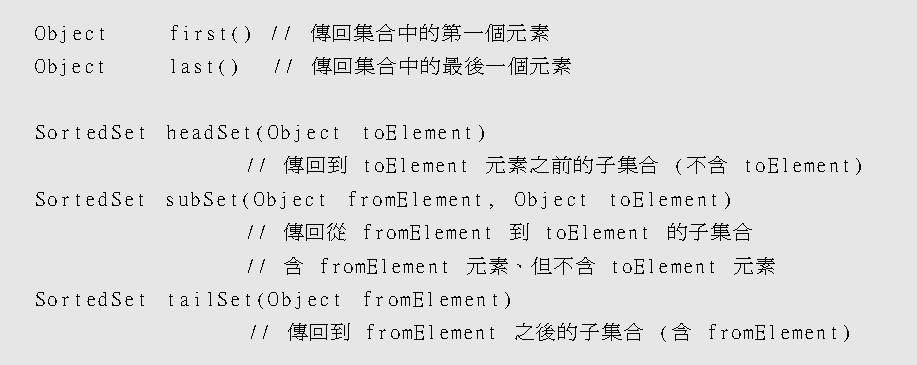 Object    first() // 傳回集合中的第一個元素
Object    last()  // 傳回集合中的最後一個元素
SortedSet headSet(Object toElement)
// 傳回到 toElement 元素之前的子集合 (不含 toElement)
SortedSet subSet(Object fromElement, Object toElement)
// 傳回從 fromElement 到 toElement 的子集合
// 含 fromElement 元素、但不含 toElement 元素
SortedSet tailSet(Object fromElement)
// 傳回到 fromElement 之後的子集合 (含 fromElement)